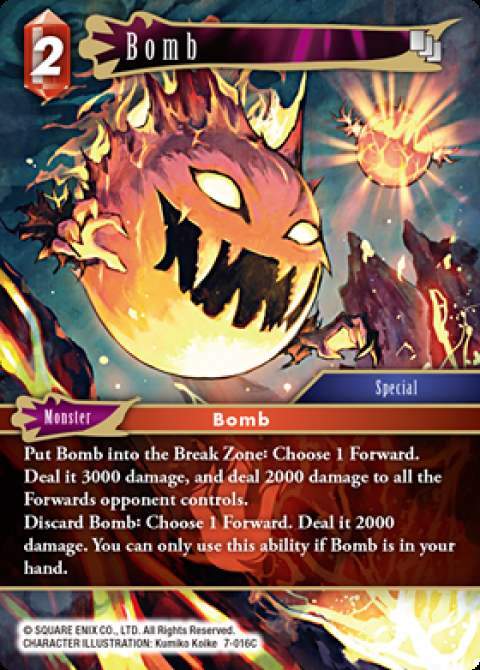 2
Bomb
Special
Monster
Bomb
Put Bomb into the Break Zone: Choose 1 Forward.
Deal it 3000 damage, and deal 2000 damage to all the
Forwards opponent controls.
Discard Bomb: Choose 1 Forward. Deal it 2000
damage. You can only use this ability if Bomb is in your
hand.
© SQUARE ENIX CO., LTD. All Rights Reserved.
CHARACTER ILLUSTRATION: Kumiko Koike 7-016C